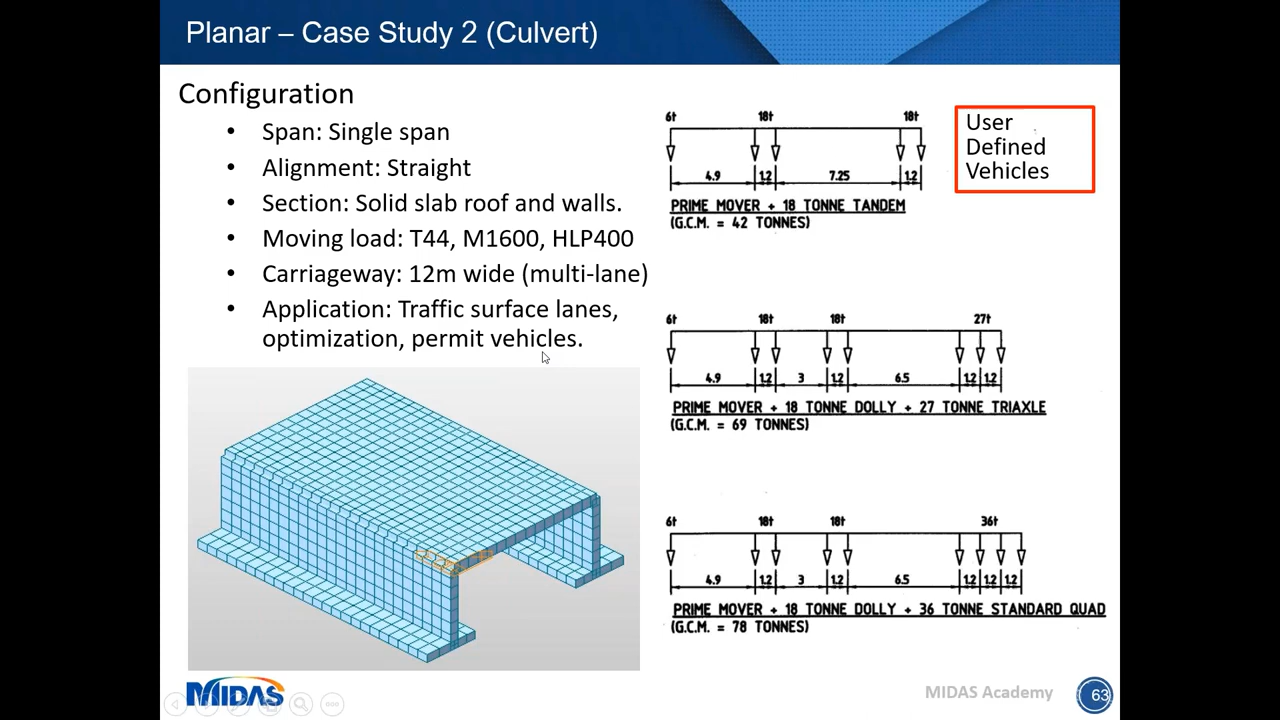 Planar – Case Study 2 (Culvert)
Configuration
• Span: Single span
• Alignment: Straight
• Section: Solid slab roof and walls.
• Moving load: T44, M1600, HLP400
• Carriageway: 12m wide (multi-lane)
• Application: Traffic surface lanes,
optimization, permit vehicles.
6t 18t 18t
4.9 1.2 7.25 1.2
PRIME MOVER + 18 TONNE TANDEM
(G.C.M. = 42 TONNES)
User
Defined
Vehicles
6t 18t 18t 27t
4.9 1.2 3 1.2 6.5 1.2 1.2
PRIME MOVER + 18 TONNE DOLLY + 27 TONNE TRIAXLE
(G.C.M. = 69 TONNES)
6t 18t 18t 36t
4.9 1.2 3 1.2 6.5 1.2 1.2 1.2
PRIME MOVER + 18 TONNE DOLLY + 36 TONNE STANDARD QUAD
(G.C.M. = 78 TONNES)
MIDAS
MIDAS Academy
63